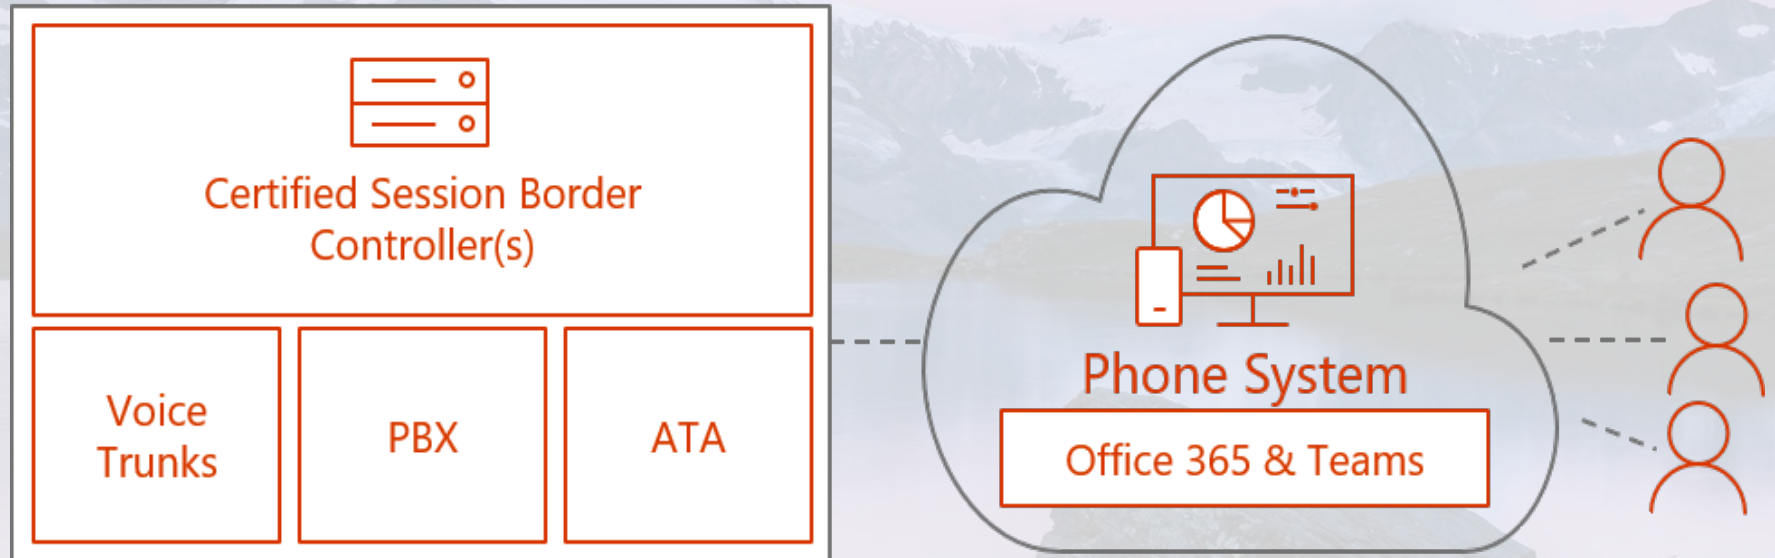 Certified Session Border
Controller(s)
Voice
Trunks
PBX
ATA
Phone System
Office 365 & Teams